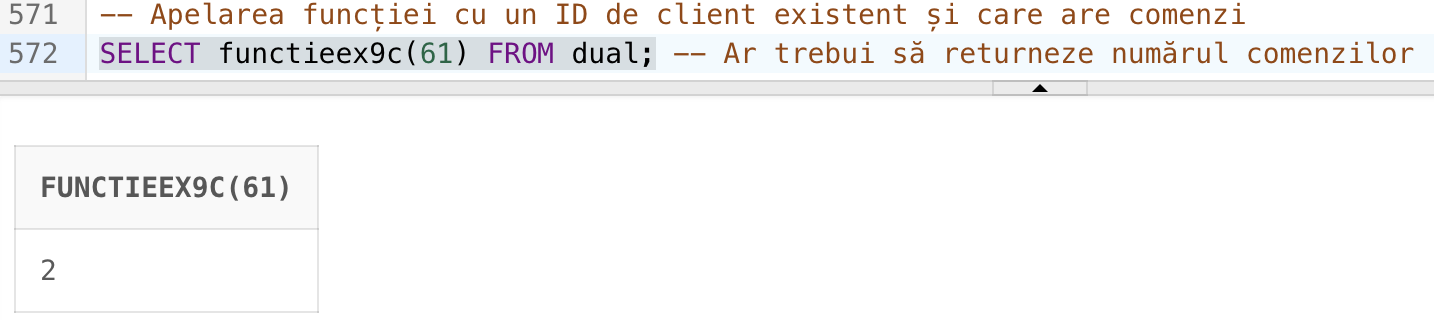 571 -- Apelarea funcției cu un ID de client existent și care are comenzi
572 SELECT functieex9c(61) FROM dual; -- Ar trebui să returneze numărul comenzilor
FUNCTIEEX9C(61)
2